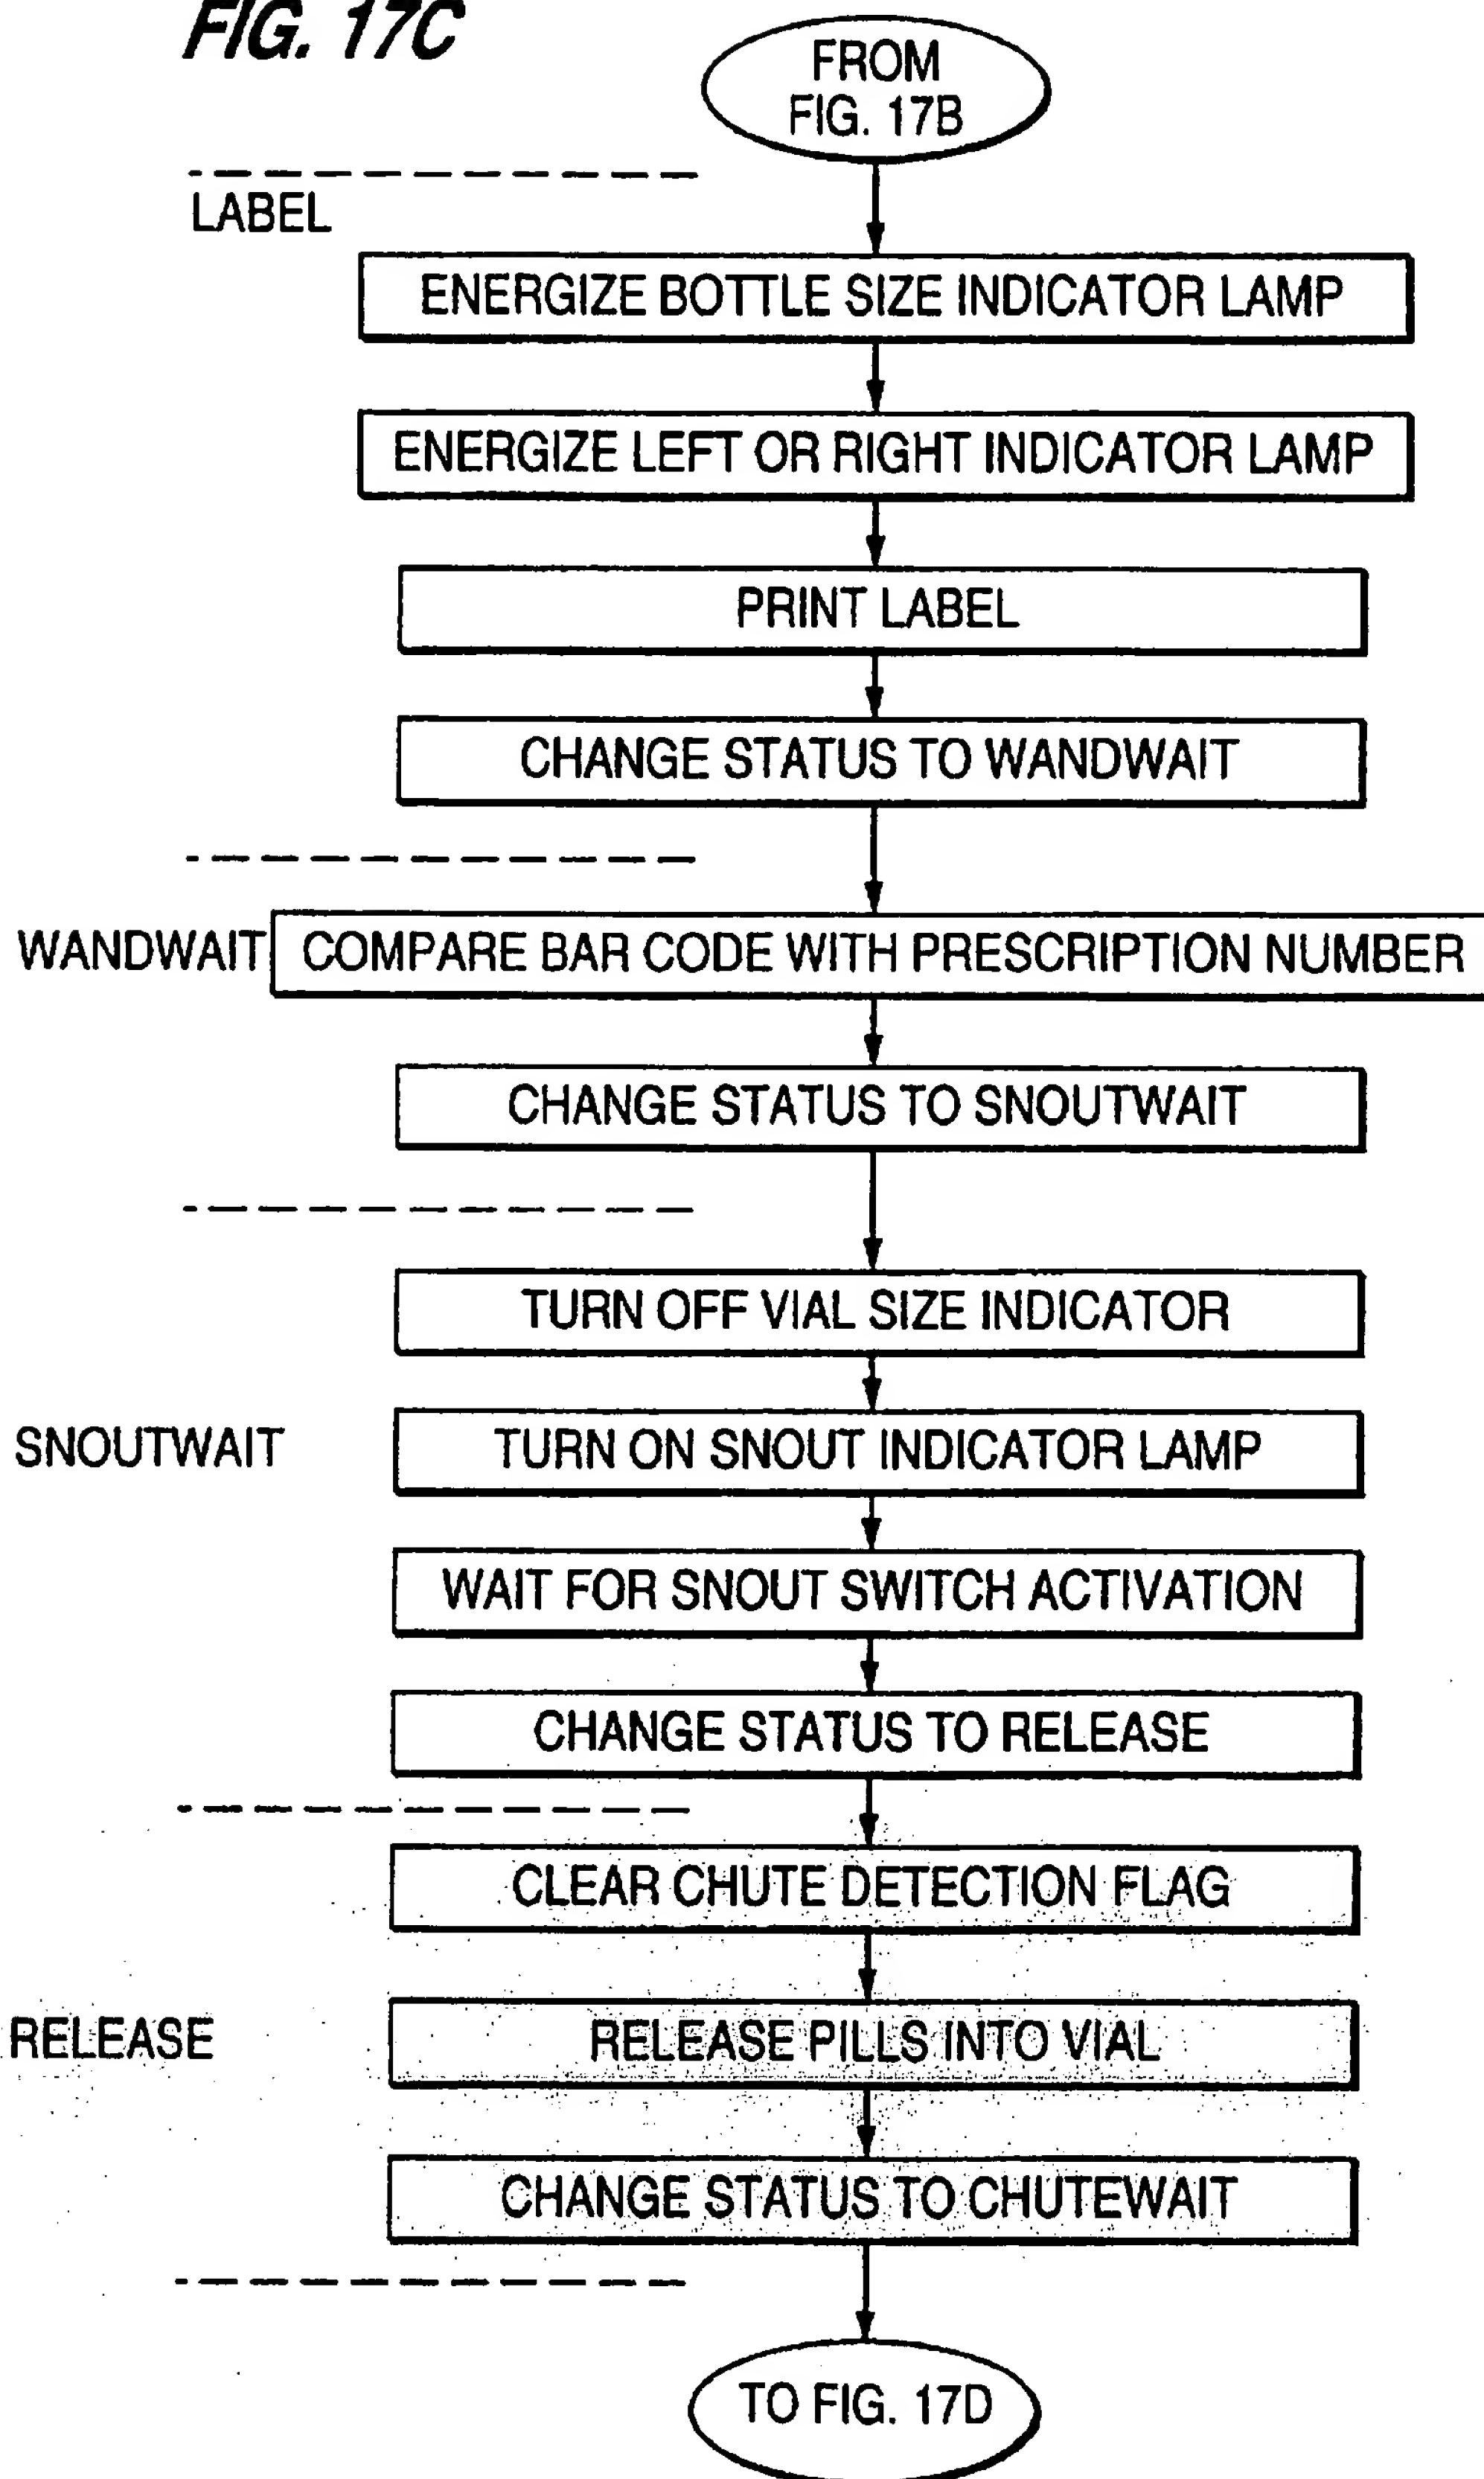 FIG. 17C
FROM
FIG. 17B
LABEL
ENERGIZE BOTTLE SIZE INDICATOR LAMP
ENERGIZE LEFT OR RIGHT INDICATOR LAMP
PRINT LABEL
CHANGE STATUS TO WANDWAIT
WANDWAIT
COMPARE BAR CODE WITH PRESCRIPTION NUMBER
CHANGE STATUS TO SNOUTWAIT
TURN OFF VIAL SIZE INDICATOR
SNOUTWAIT
TURN ON SNOUT INDICATOR LAMP
WAIT FOR SNOUT SWITCH ACTIVATION
CHANGE STATUS TO RELEASE
CLEAR CHUTE DETECTION FLAG
RELEASE
RELEASE PILLS INTO VIAL
CHANGE STATUS TO CHUTEWAIT
TO FIG. 17D